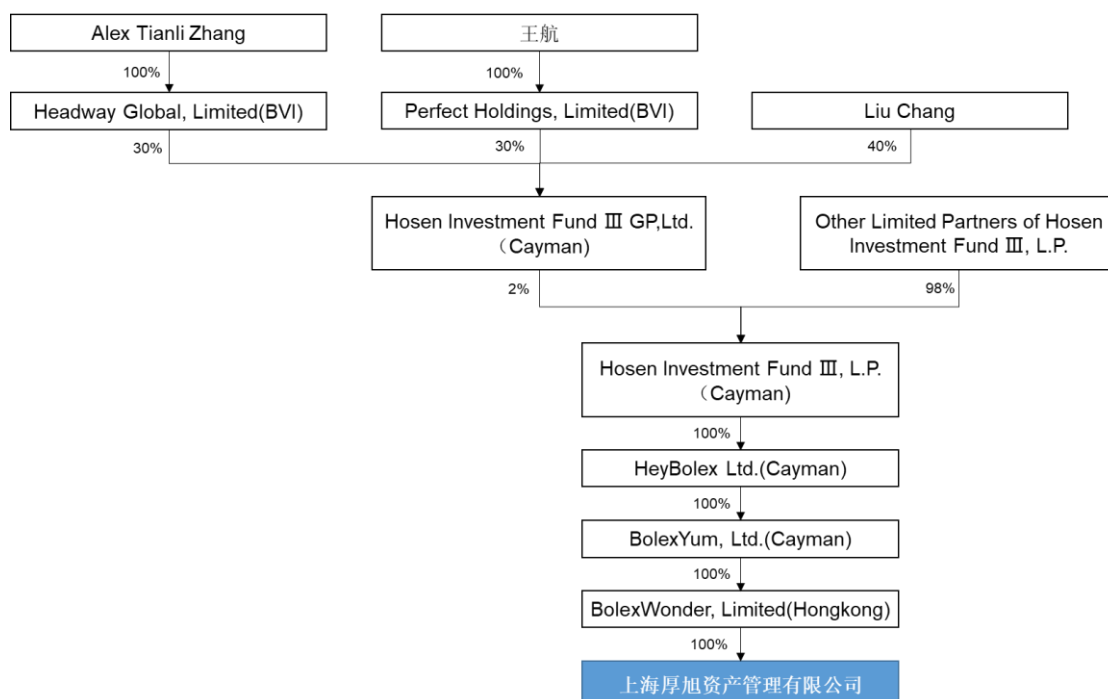 Alex Tianli Zhang
王航
100%
100%
Headway Global, Limited(BVI)
Perfect Holdings, Limited(BVI)
Liu Chang
30%
30%
40%
Hosen Investment Fund Ⅲ GP,Ltd.
（Cayman)
Other Limited Partners of Hosen
Investment Fund Ⅲ, L.P.
2%
98%
Hosen Investment Fund Ⅲ, L.P.
（Cayman)
100%
HeyBolex Ltd.(Cayman)
100%
BolexYum, Ltd.(Cayman)
100%
BolexWonder, Limited(Hongkong)
100%
上海厚旭资产管理有限公司